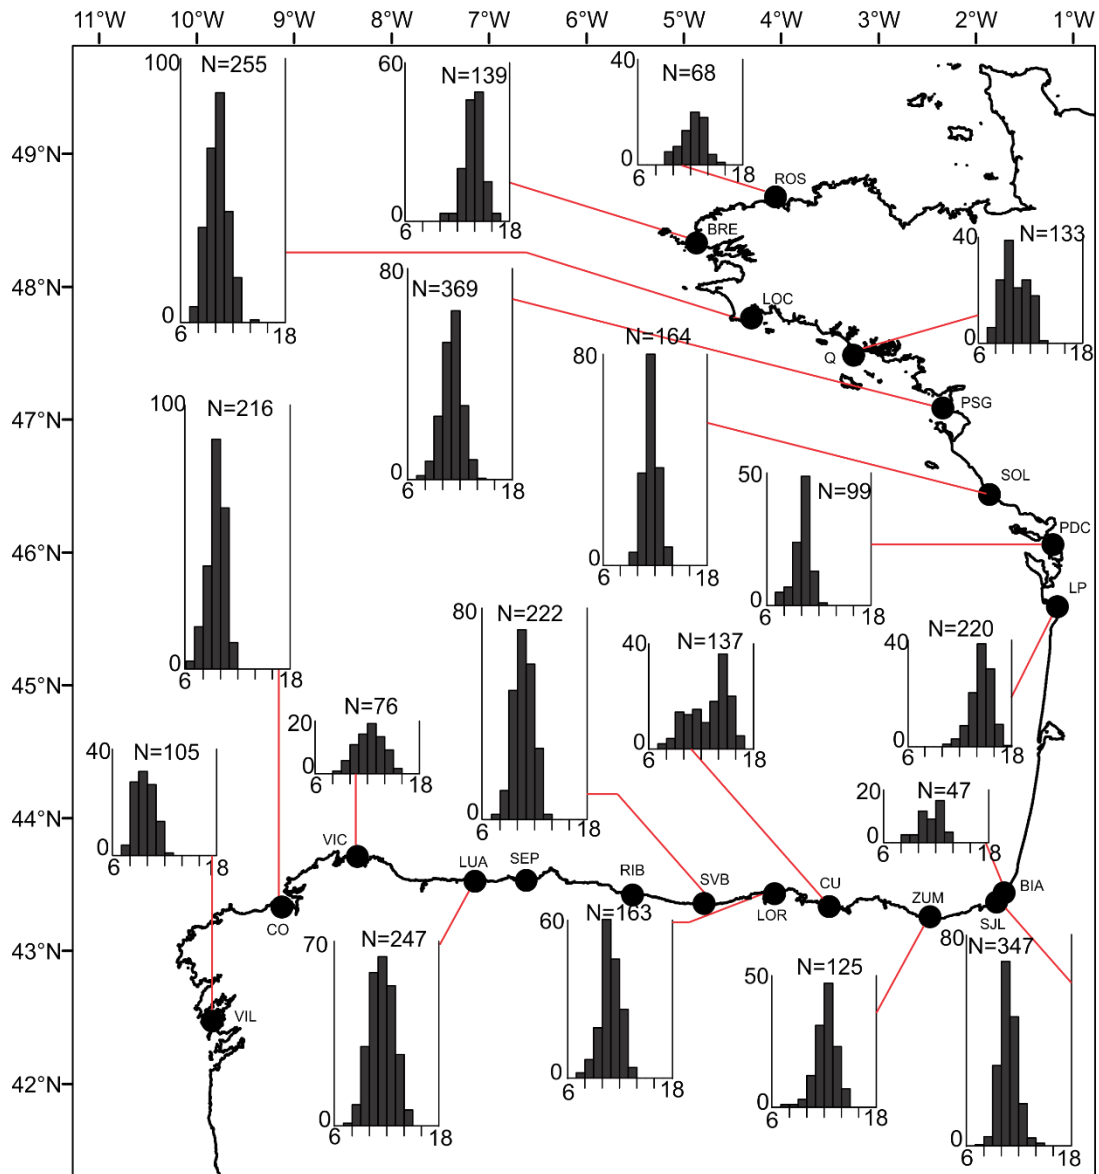 11°W 10°W 9°W 8°W 7°W 6°W 5°W 4°W 3°W 2°W 1°W
100 N=255
0
6 18
60 N=139
0
6 18
40 N=68
0
6 18
49°N
ROS
BRE
40 N=133
0
6 18
48°N
80
N=369
0
6 18
LOC
Q
N=164
80
0
6 18
47°N
PSG
100 N=216
0
6 18
SOL
50 N=99
0
6 18
46°N
PDC
LP
80 N=222
0
6 18
40 N=137
0
6 18
N=220
40
0
6 18
45°N
N=76
20
0
6 18
40 N=105
0
6 18
44°N
20 N=47
0
6 18
VIC
LUA
SEP
RIB
SVB
LOR
CU
ZUM
BIA
SJL
CO
43°N
70 N=247
0
6 18
60 N=163
0
6 18
50 N=125
0
6 18
80 N=347
0
6 18
VIL
42°N